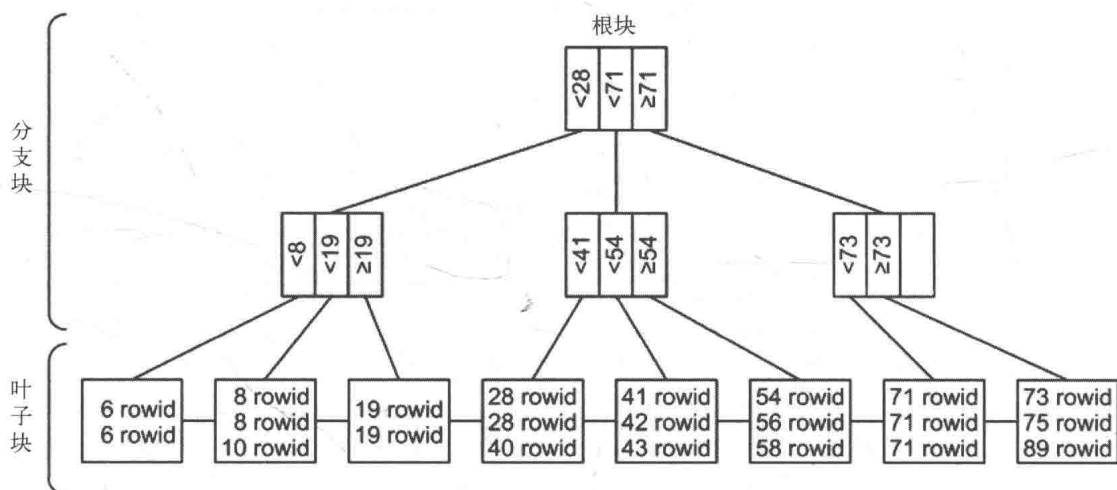 根块
<28 <71 ≥71
分支块
<8 <19 ≥19
<41 <54 ≥54
<73 ≥73
叶子块
6 rowid
6 rowid
8 rowid
8 rowid
10 rowid
19 rowid
19 rowid
28 rowid
28 rowid
40 rowid
41 rowid
42 rowid
43 rowid
54 rowid
56 rowid
58 rowid
71 rowid
71 rowid
71 rowid
73 rowid
75 rowid
89 rowid